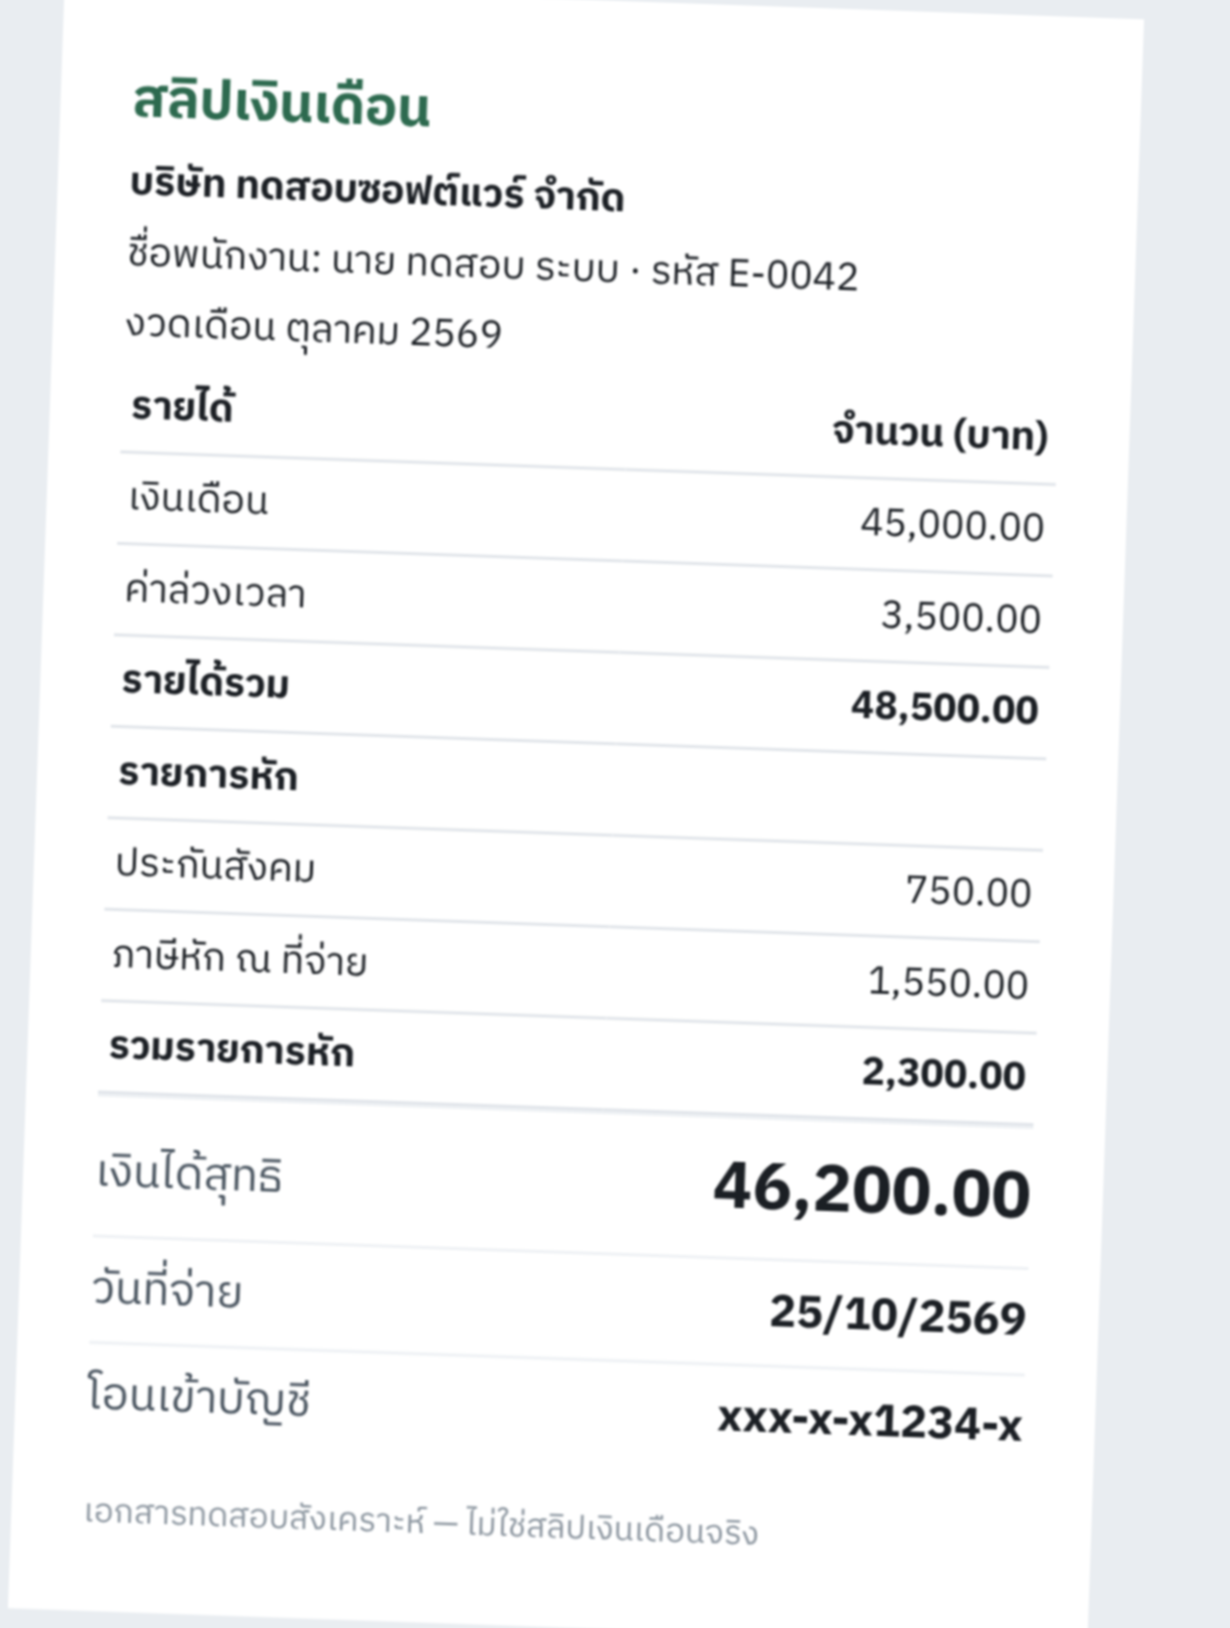 สลิปเงินเดือน
บริษัท ทดสอบซอฟต์แวร์ จำกัด
ชื่อพนักงาน: นาย ทดสอบ ระบบ · รหัส E-0042
งวดเดือน ตุลาคม 2569
รายได้ จำนวน (บาท)
เงินเดือน 45,000.00
ค่าล่วงเวลา 3,500.00
รายได้รวม 48,500.00
รายการหัก
ประกันสังคม 750.00
ภาษีหัก ณ ที่จ่าย 1,550.00
รวมรายการหัก 2,300.00
เงินได้สุทธิ 46,200.00
วันที่จ่าย 25/10/2569
โอนเข้าบัญชี xxx-x-x1234-x
เอกสารทดสอบสังเคราะห์ — ไม่ใช่สลิปเงินเดือนจริง